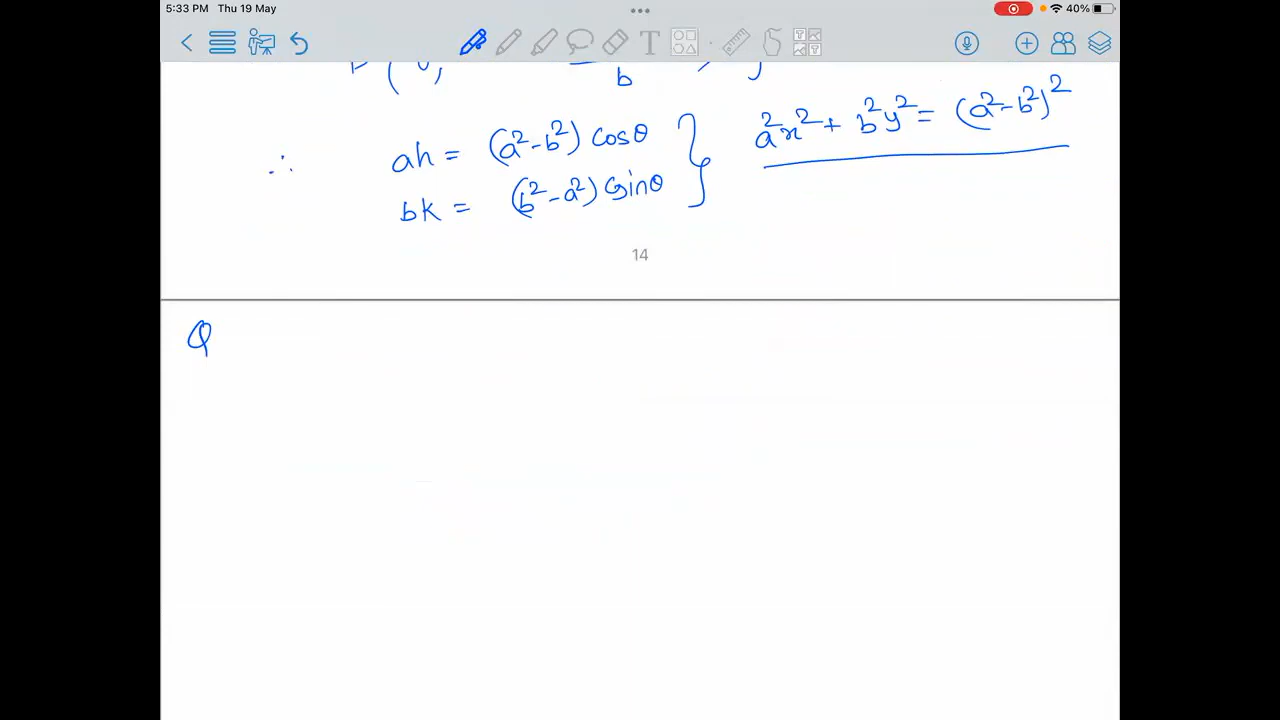 5:33 PM Thu 19 May
40%
b
a²x² + b²y² = (a²-b²)²
∴ ah = (a²-b²) cosθ
bk = (b²-a²) sinθ
14
Q